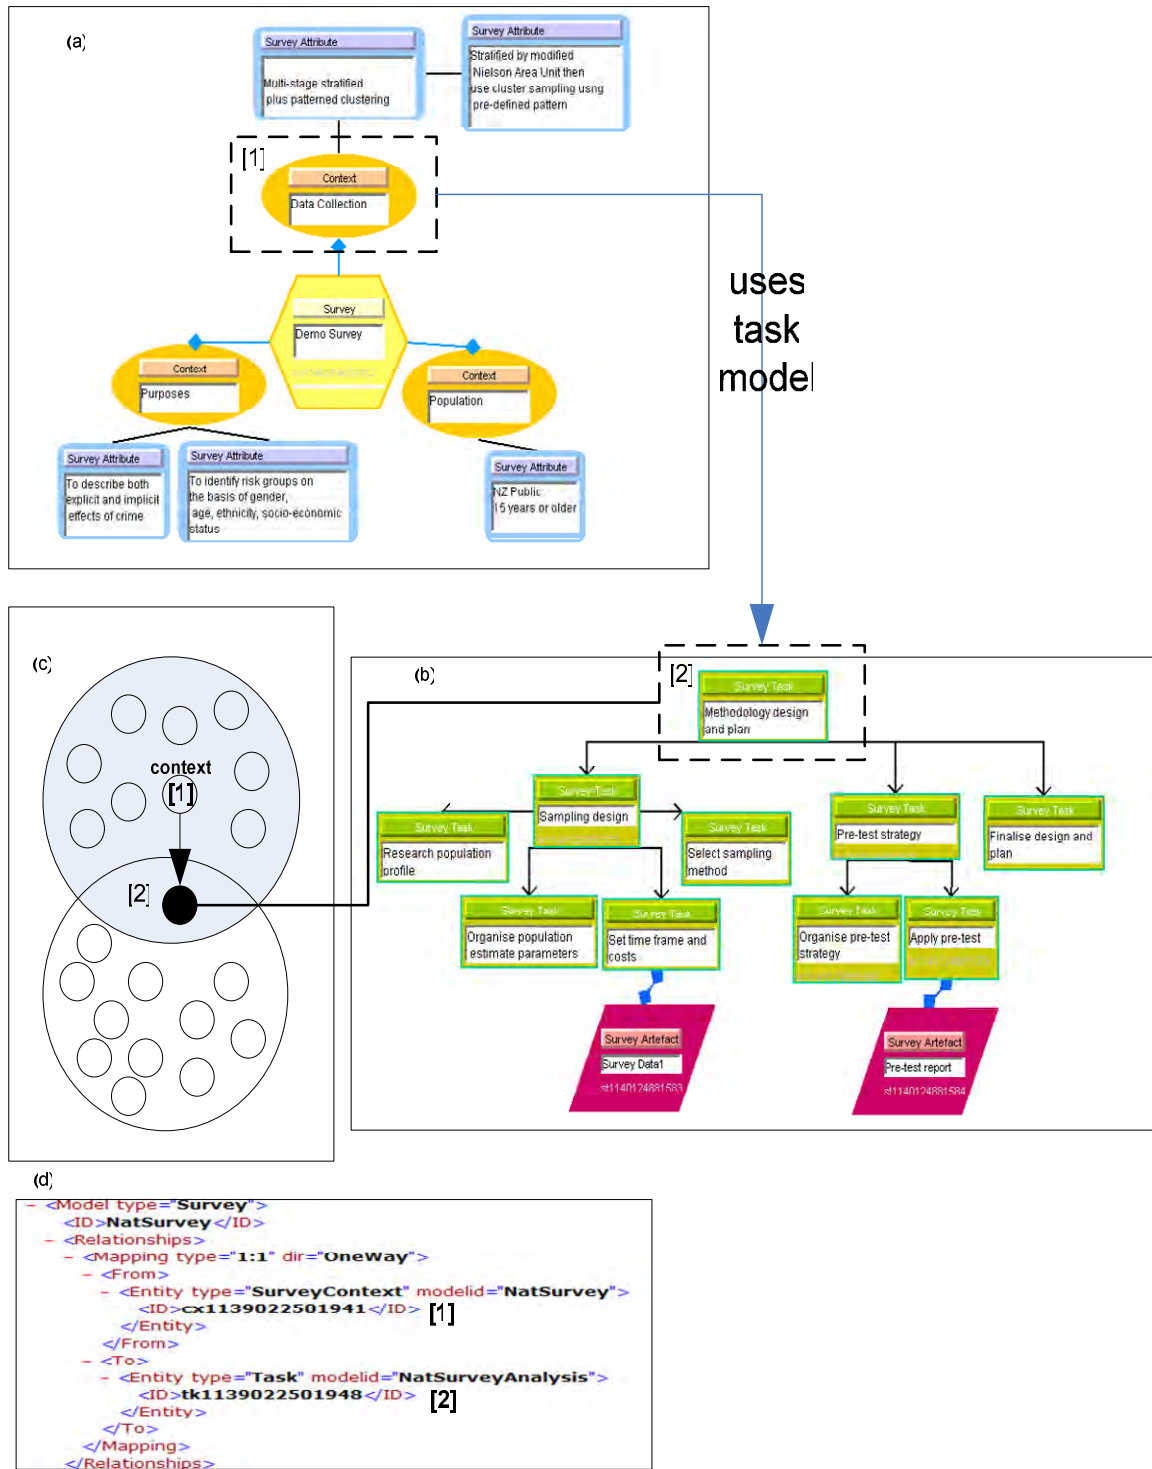 (a)
Survey Attribute
Multi-stage stratified
plus patterned clustering
Survey Attribute
Stratified by modified
Nielson Area Unit then
use cluster sampling usng
pre-defined pattern
[1]
Context
Data Collection
uses
task
model
Survey
Demo Survey
Context
Purposes
Context
Population
Survey Attribute
To describe both
explicit and implicit
effects of crime
Survey Attribute
To identify risk groups on
the basis of gender,
age, ethnicity, socio-economic
status
Survey Attribute
NZ Public
15 years or older
(c)
context
[1]
[2]
(b)
[2]
Survey Task
Methodology design
and plan
Survey Task
Sampling design
Survey Task
Research population
profile
Survey Task
Select sampling
method
Survey Task
Pre-test strategy
Survey Task
Finalise design and
plan
Survey Task
Organise population
estimate parameters
Survey Task
Set time frame and
costs
Survey Task
Organise pre-test
strategy
Survey Task
Apply pre-test
Survey Artefact
Survey Data1
st1140124881583
Survey Artefact
Pre-test report
st1140124881584
(d)
- <Model type="Survey">
<ID>NatSurvey</ID>
- <Relationships>
- <Mapping type="1:1" dir="OneWay">
- <From>
- <Entity type="SurveyContext" modelid="NatSurvey">
<ID>cx1139022501941</ID> [1]
</Entity>
</From>
- <To>
- <Entity type="Task" modelid="NatSurveyAnalysis">
<ID>tk1139022501948</ID> [2]
</Entity>
</To>
</Mapping>
</Relationships>